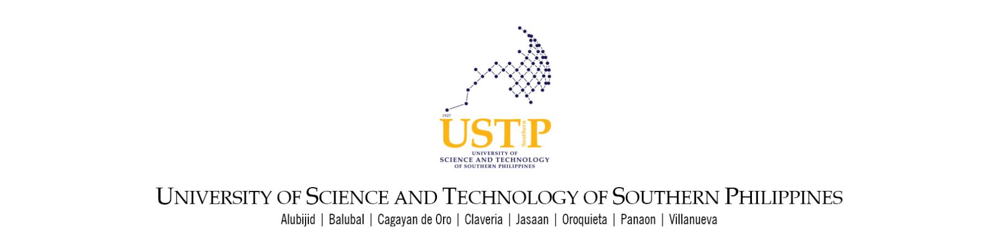 1927
USTP
Southern
UNIVERSITY OF
SCIENCE AND TECHNOLOGY
OF SOUTHERN PHILIPPINES
UNIVERSITY OF SCIENCE AND TECHNOLOGY OF SOUTHERN PHILIPPINES
Alubijid | Balubal | Cagayan de Oro | Claveria | Jasaan | Oroquieta | Panaon | Villanueva